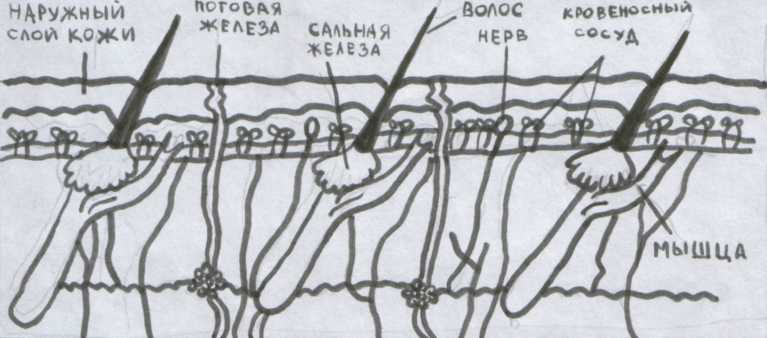 НАРУЖНЫЙ
СЛОЙ КОЖИ
ПОТОВАЯ
ЖЕЛЕЗА
САЛЬНАЯ
ЖЕЛЕЗА
ВОЛОС
НЕРВ
КРОВЕНОСНЫЙ
СОСУД
МЫШЦА